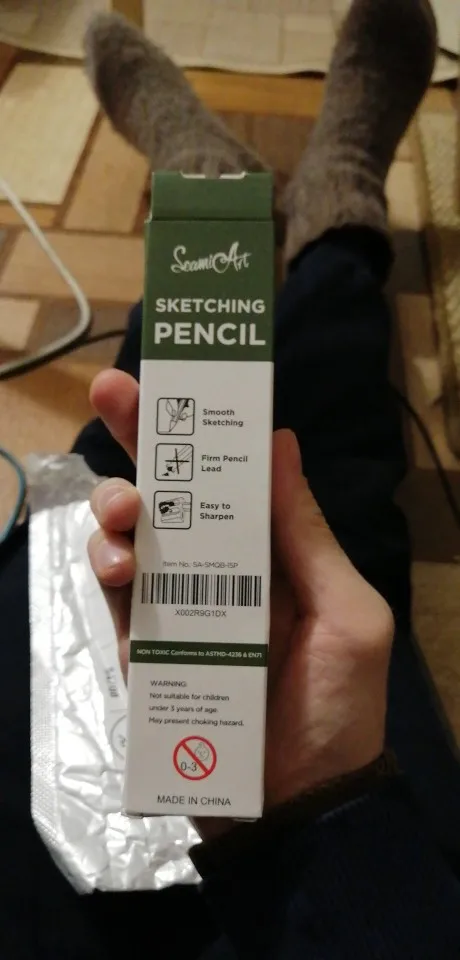 SeamiArt
SKETCHING
PENCIL
Smooth
Sketching
Firm Pencil
Lead
Easy to
Sharpen
Item No. SA-SMQB-15P
X002R9G1DX
NON TOXIC Conforms to ASTMD-4236 & EN71
WARNING:
Not suitable for children
under 3 years of age.
May present choking hazard.
0-3
MADE IN CHINA